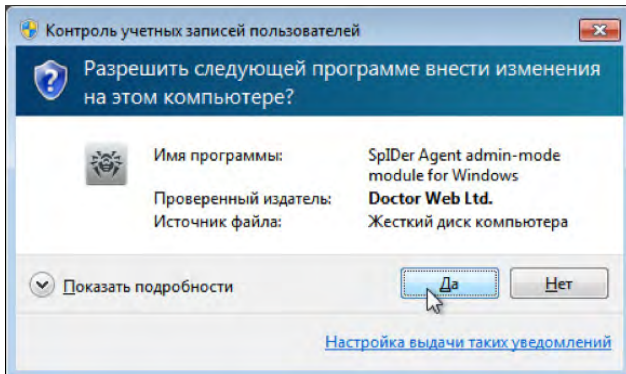 Контроль учетных записей пользователей
Разрешить следующей программе внести изменения
на этом компьютере?
Имя программы: SpIDer Agent admin-mode
module for Windows
Проверенный издатель: Doctor Web Ltd.
Источник файла: Жесткий диск компьютера
Показать подробности Да Нет
Настройка выдачи таких уведомлений